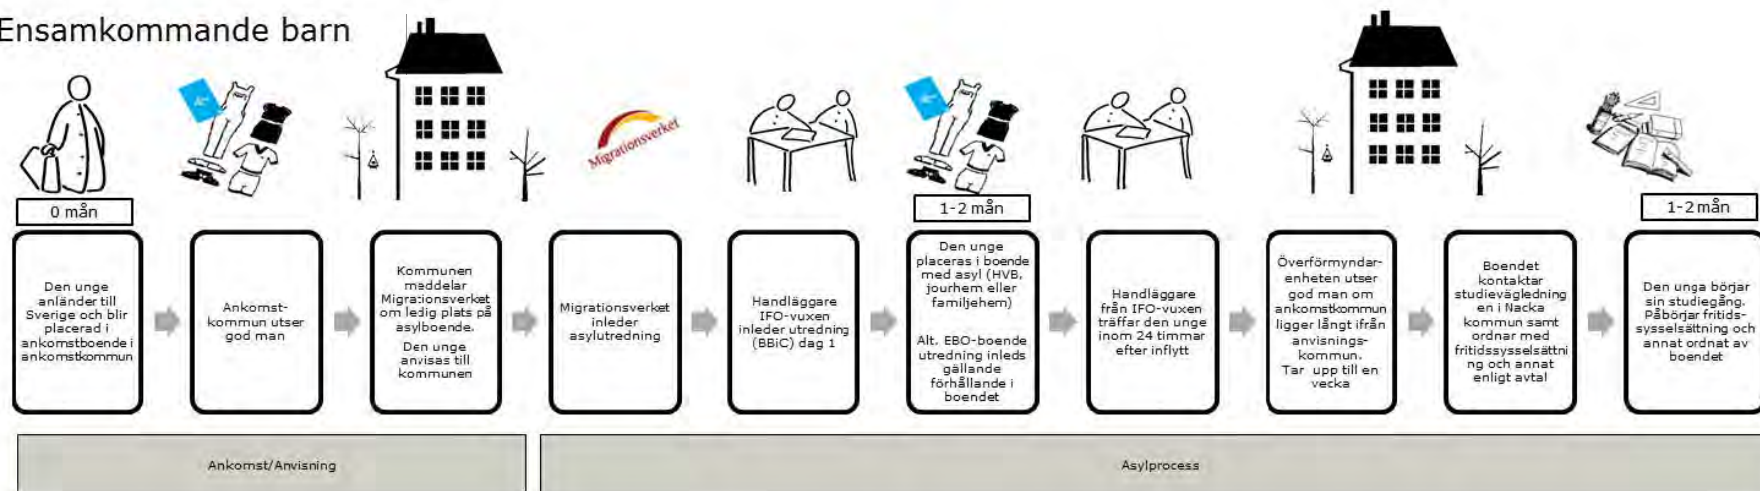 Ensamkommande barn
Migrationsverket
0 mån
1-2 mån
1-2 mån
Den unge
anländer till
Sverige och blir
placerad i
ankomstboende i
ankomstkommun
Ankomst-
kommun utser
god man
Kommunen
meddelar
Migrationsverket
om ledig plats på
asylboende.
Den unge
anvisas till
kommunen
Migrationsverket
inleder
asylutredning
Handläggare
IFO-vuxen
inleder utredning
(BBiC) dag 1
Den unge
placeras i boende
med asyl (HVB,
jourhem eller
familjehem)
Alt. EBO-boende
utredning inleds
gällande
förhållande i
boendet
Handläggare
från IFO-vuxen
träffar den unge
inom 24 timmar
efter inflytt
Överförmyndar-
enheten utser
god man om
ankomstkommun
ligger långt ifrån
anvisnings-
kommun.
Tar upp till en
vecka
Boendet
kontaktar
studievägledning
en i Nacka
kommun samt
ordnar med
fritidssysselsättni
ng och annat
enligt avtal
Den unga börjar
sin studiegång.
Påbörjar fritids-
sysselsättning och
annat ordnat av
boendet
Ankomst/Anvisning
Asylprocess